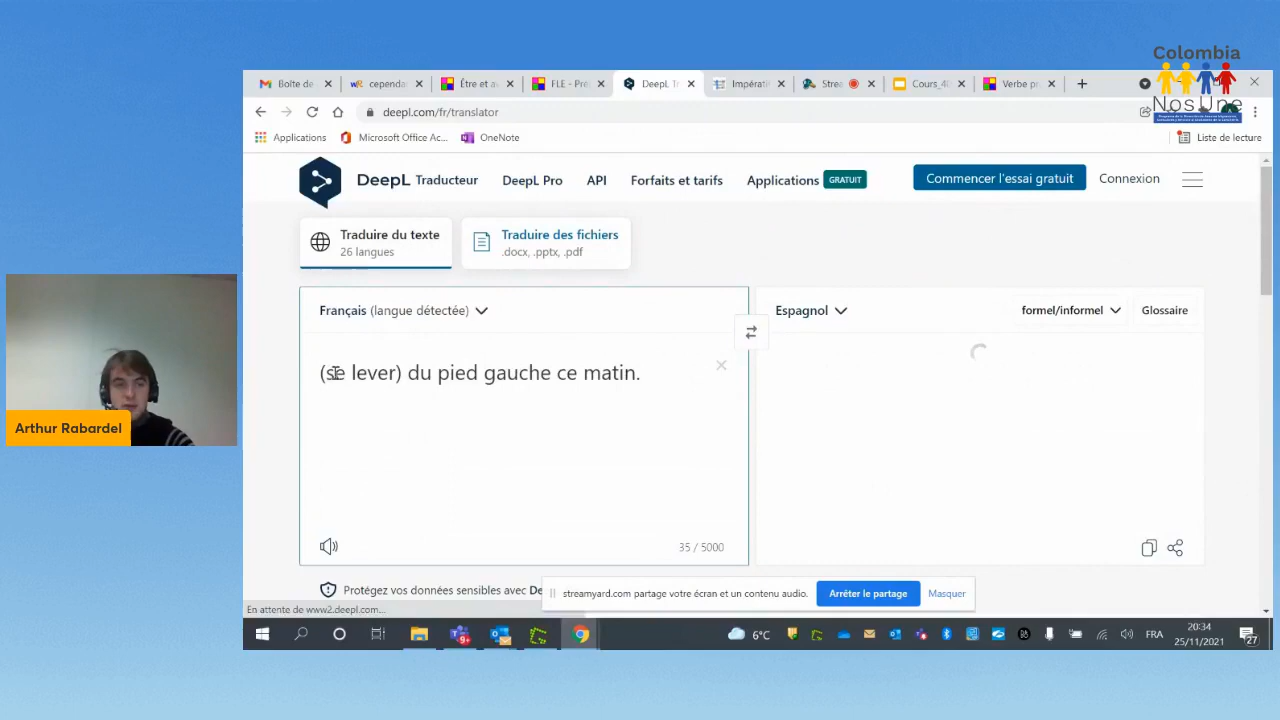 Colombia
NosUne
Boîte de
cependan
Être et av
FLE - Pré
DeepL Tr
Impérati
Strea
Cours_40
Verbe pr
deepl.com/fr/translator
Applications
Microsoft Office Ac...
OneNote
Liste de lecture
DeepL Traducteur
DeepL Pro
API
Forfaits et tarifs
Applications GRATUIT
Commencer l'essai gratuit
Connexion
Traduire du texte
26 langues
Traduire des fichiers
.docx, .pptx, .pdf
Français (langue détectée)
Espagnol
formel/informel
Glossaire
(se lever) du pied gauche ce matin.
35 / 5000
Protégez vos données sensibles avec De
streamyard.com partage votre écran et un contenu audio.
Arrêter le partage
Masquer
En attente de www2.deepl.com...
Arthur Rabardel
6°C
FRA
20:34
25/11/2021
27